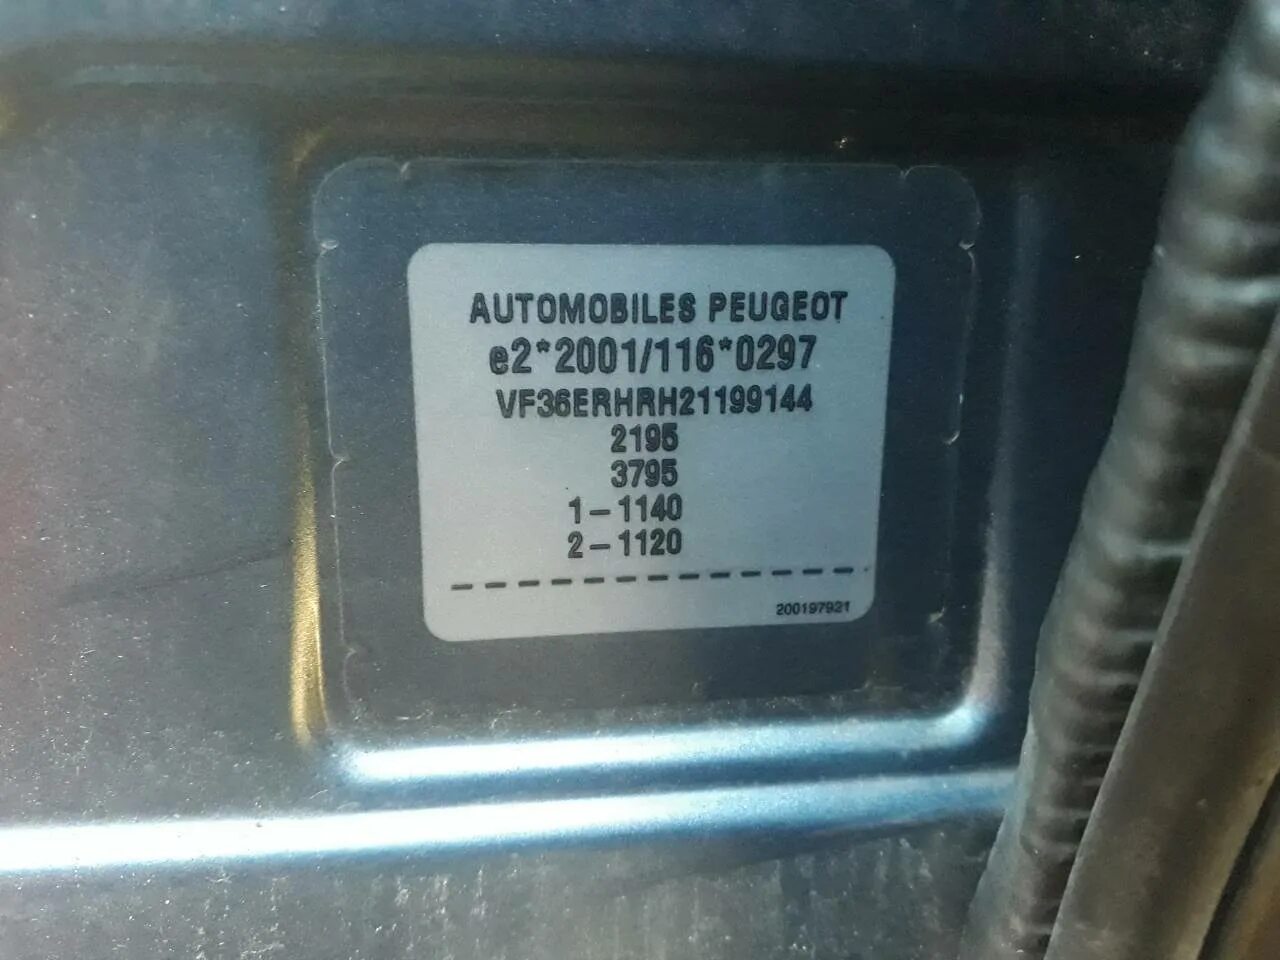 AUTOMOBILES PEUGEOT
e2*2001/116*0297
VF36ERHRH21199144
2195
3795
1-1140
2-1120
200197921